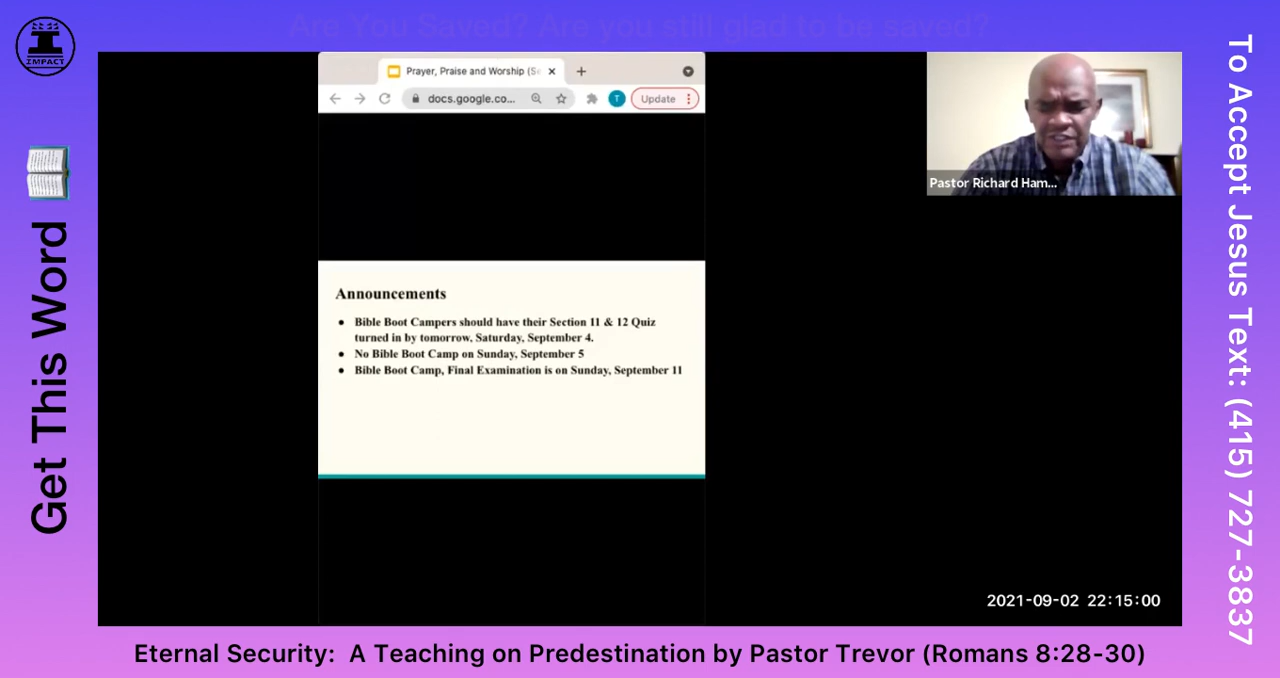 Are You Saved? Are you still glad to be saved?
IMPACT
Get This Word
Prayer, Praise and Worship (Se
docs.google.co...
T
Update
Pastor Richard Ham...
Announcements
● Bible Boot Campers should have their Section 11 & 12 Quiz
turned in by tomorrow, Saturday, September 4.
● No Bible Boot Camp on Sunday, September 5
● Bible Boot Camp, Final Examination is on Sunday, September 11
To Accept Jesus Text: (415) 727-3837
2021-09-02 22:15:00
Eternal Security: A Teaching on Predestination by Pastor Trevor (Romans 8:28-30)